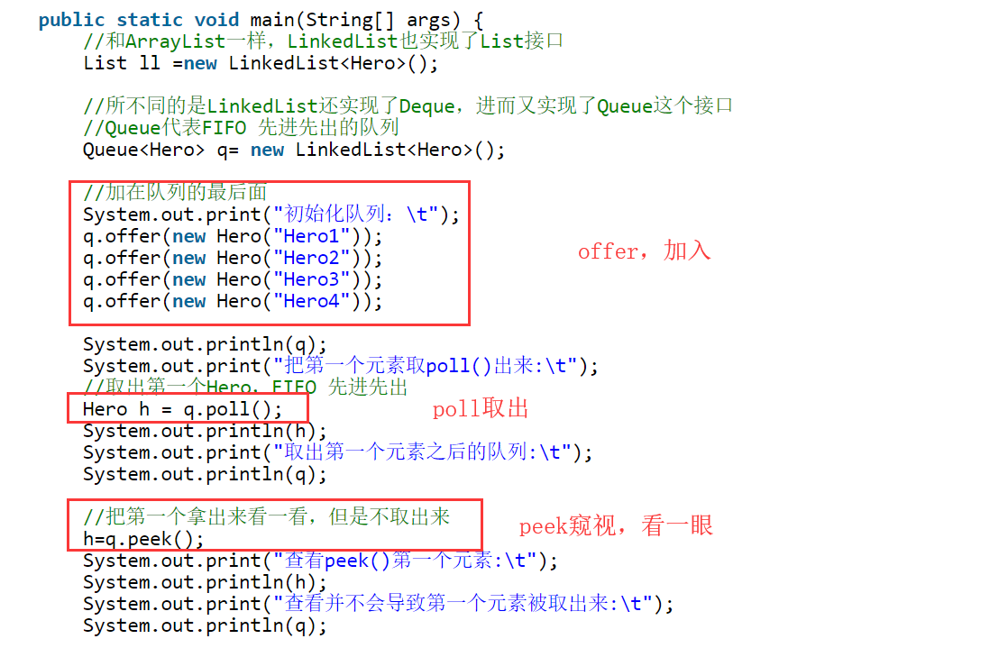 public static void main(String[] args) {
//和ArrayList一样，LinkedList也实现了List接口
List ll =new LinkedList<Hero>();
//所不同的是LinkedList还实现了Deque，进而又实现了Queue这个接口
//Queue代表FIFO 先进先出的队列
Queue<Hero> q= new LinkedList<Hero>();
//加在队列的最后面
System.out.print("初始化队列：\t");
q.offer(new Hero("Hero1"));
q.offer(new Hero("Hero2"));
offer，加入
q.offer(new Hero("Hero3"));
q.offer(new Hero("Hero4"));
System.out.println(q);
System.out.print("把第一个元素取poll()出来:\t");
//取出第一个Hero，FIFO 先进先出
Hero h = q.poll();
poll取出
System.out.println(h);
System.out.print("取出第一个元素之后的队列:\t");
System.out.println(q);
//把第一个拿出来看一看，但是不取出来
peek窥视，看一眼
h=q.peek();
System.out.print("查看peek()第一个元素:\t");
System.out.println(h);
System.out.print("查看并不会导致第一个元素被取出来:\t");
System.out.println(q);